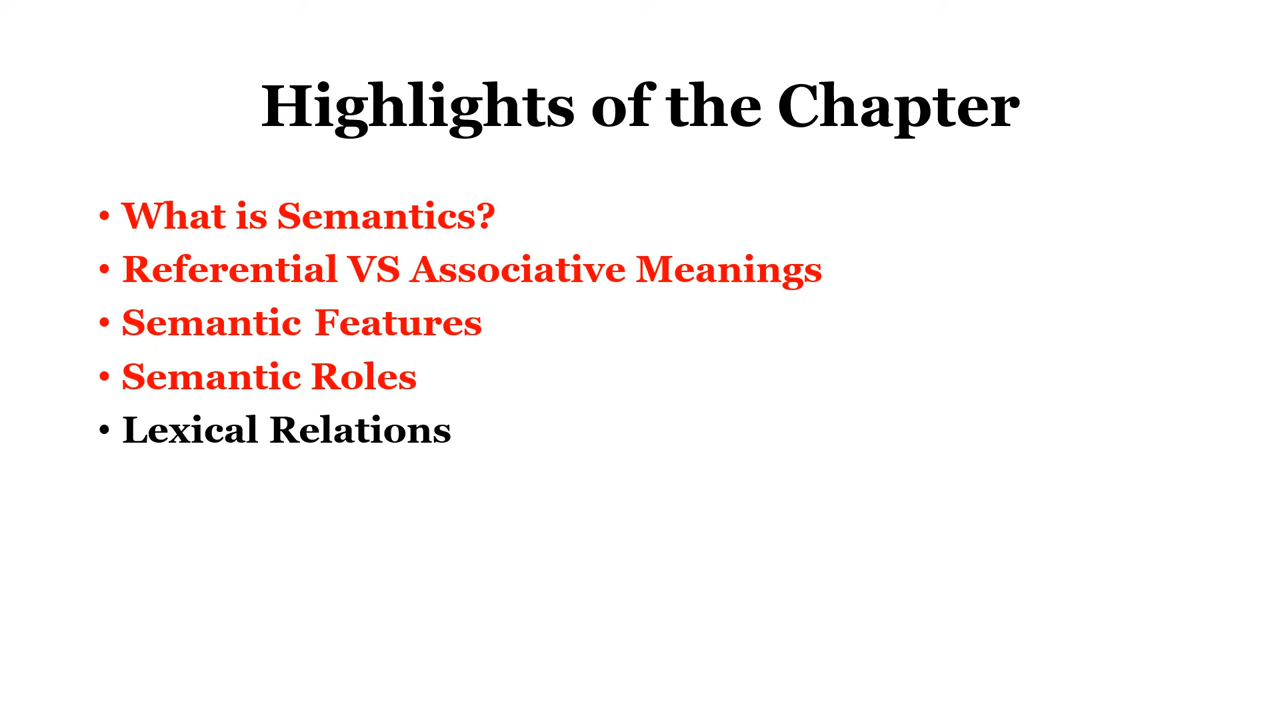 Highlights of the Chapter
• What is Semantics?
• Referential VS Associative Meanings
• Semantic Features
• Semantic Roles
• Lexical Relations